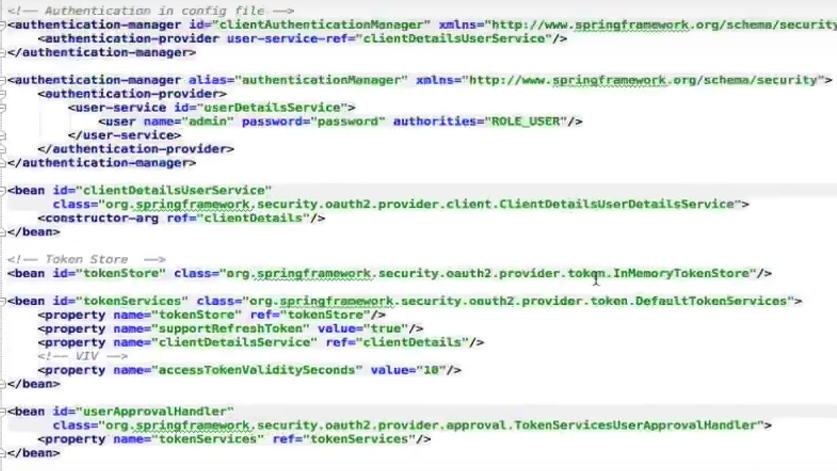 <!-- Authentication in config file -->
<authentication-manager id="clientAuthenticationManager" xmlns="http://www.springframework.org/schema/security
<authentication-provider user-service-ref="clientDetailsUserService"/>
</authentication-manager>
<authentication-manager alias="authenticationManager" xmlns="http://www.springframework.org/schema/security">
<authentication-provider>
<user-service id="userDetailsService">
<user name="admin" password="password" authorities="ROLE_USER"/>
</user-service>
</authentication-provider>
</authentication-manager>
<bean id="clientDetailsUserService"
class="org.springframework.security.oauth2.provider.client.ClientDetailsUserDetailsService">
<constructor-arg ref="clientDetails"/>
</bean>
<!-- Token Store -->
<bean id="tokenStore" class="org.springframework.security.oauth2.provider.token.InMemoryTokenStore"/>
<bean id="tokenServices" class="org.springframework.security.oauth2.provider.token.DefaultTokenServices">
<property name="tokenStore" ref="tokenStore"/>
<property name="supportRefreshToken" value="true"/>
<property name="clientDetailsService" ref="clientDetails"/>
<!-- VIV -->
<property name="accessTokenValiditySeconds" value="10"/>
</bean>
<bean id="userApprovalHandler"
class="org.springframework.security.oauth2.provider.approval.TokenServicesUserApprovalHandler">
<property name="tokenServices" ref="tokenServices"/>
</bean>